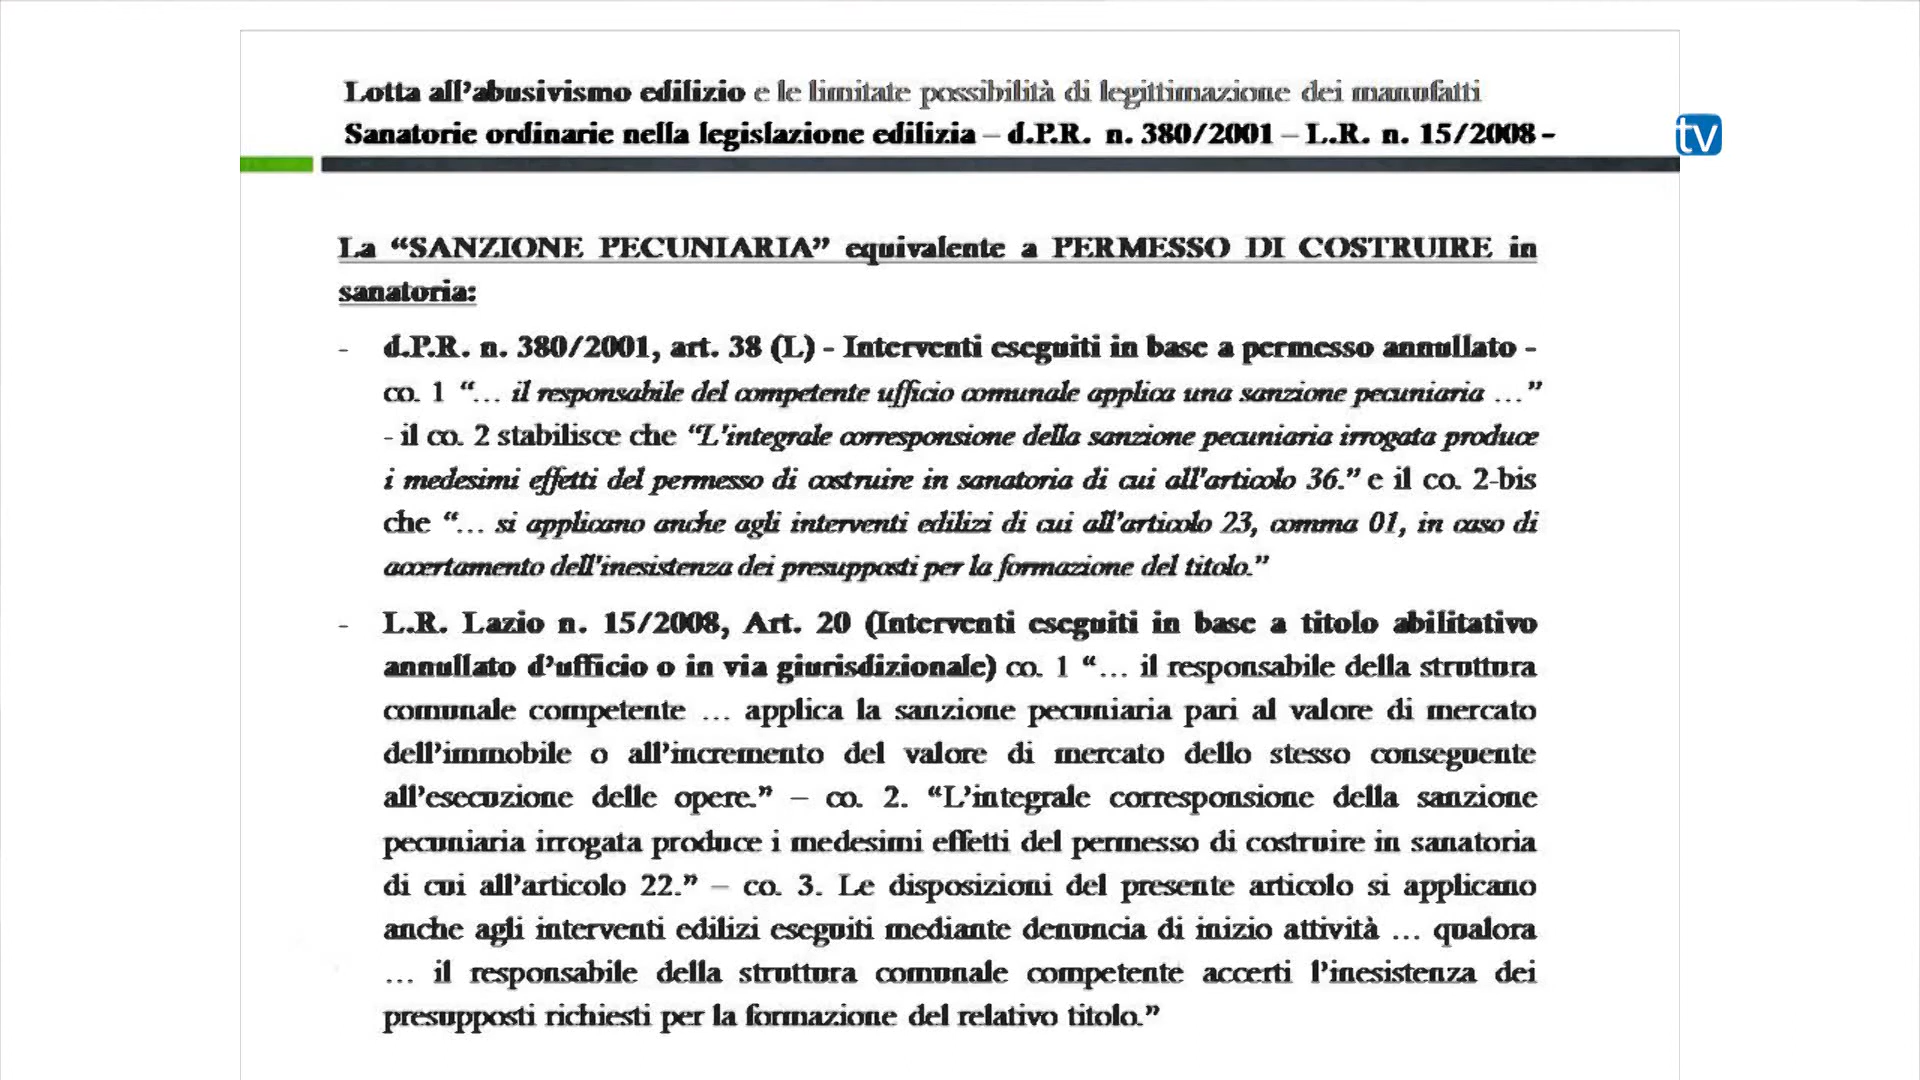 Lotta all’abusivismo edilizio e le limitate possibilità di legittimazione dei manufatti
Sanatorie ordinarie nella legislazione edilizia – d.P.R. n. 380/2001 – L.R. n. 15/2008 -
tv
La “SANZIONE PECUNIARIA” equivalente a PERMESSO DI COSTRUIRE in
sanatoria:
- d.P.R. n. 380/2001, art. 38 (L) - Interventi eseguiti in base a permesso annullato -
co. 1 “… il responsabile del competente ufficio comunale applica una sanzione pecuniaria …”
- il co. 2 stabilisce che “L'integrale corresponsione della sanzione pecuniaria irrogata produce
i medesimi effetti del permesso di costruire in sanatoria di cui all'articolo 36.” e il co. 2-bis
che “… si applicano anche agli interventi edilizi di cui all’articolo 23, comma 01, in caso di
accertamento dell'inesistenza dei presupposti per la formazione del titolo.”
- L.R. Lazio n. 15/2008, Art. 20 (Interventi eseguiti in base a titolo abilitativo
annullato d’ufficio o in via giurisdizionale) co. 1 “… il responsabile della struttura
comunale competente … applica la sanzione pecuniaria pari al valore di mercato
dell’immobile o all’incremento del valore di mercato dello stesso conseguente
all’esecuzione delle opere.” – co. 2. “L’integrale corresponsione della sanzione
pecuniaria irrogata produce i medesimi effetti del permesso di costruire in sanatoria
di cui all’articolo 22.” – co. 3. Le disposizioni del presente articolo si applicano
anche agli interventi edilizi eseguiti mediante denuncia di inizio attività … qualora
… il responsabile della struttura comunale competente accerti l’inesistenza dei
presupposti richiesti per la formazione del relativo titolo.”